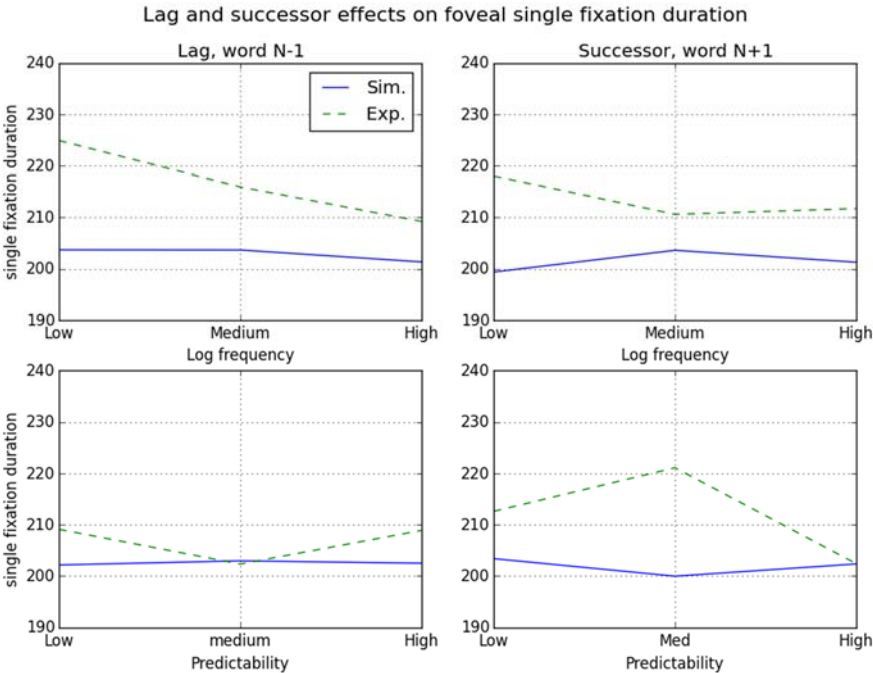 Lag and successor effects on foveal single fixation duration
Lag, word N-1
Successor, word N+1
single fixation duration
240
230
220
210
200
190
Sim.
Exp.
Low
Medium
High
Log frequency
240
230
220
210
200
190
Low
Medium
High
Log frequency
single fixation duration
240
230
220
210
200
190
Low
medium
High
Predictability
240
230
220
210
200
190
Low
Med
High
Predictability